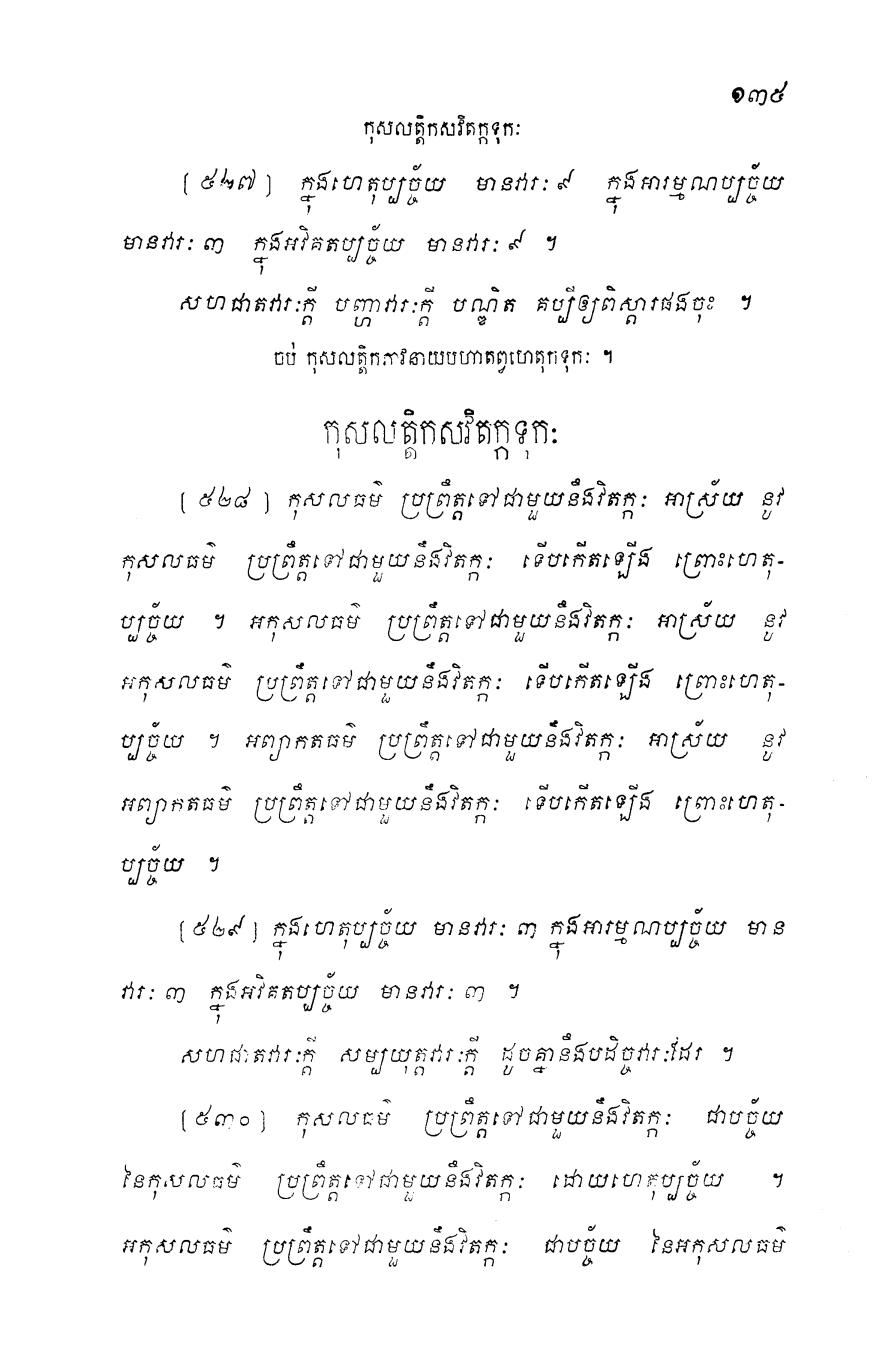 ១៣៥
កុសលត្តិកសវិតក្កទុកៈ
[ ៥២៧ ] ក្នុងហេតុប្បច្ច័យ មានវារៈ ៩ ក្នុងអារម្មណប្បច្ច័យ
មានវារៈ ៣ ក្នុងអវិគតប្បច្ច័យ មានវារៈ ៩ ។
សហជាតវារៈក្តី បញ្ហាវារៈក្តី បណ្ឌិត គប្បីឲ្យពិស្តារផងចុះ ។
ចប់ កុសលត្តិកភាវនាយបហាតព្វហេតុកទុកៈ ។
កុសលត្តិកសវិតក្កទុកៈ
[ ៥២៨ ] កុសលធម៌ ប្រព្រឹត្តទៅជាមួយនឹងវិតក្កៈ អាស្រ័យ នូវ
កុសលធម៌ ប្រព្រឹត្តទៅជាមួយនឹងវិតក្កៈ ទើបកើតឡើង ព្រោះហេតុ-
ប្បច្ច័យ ។ អកុសលធម៌ ប្រព្រឹត្តទៅជាមួយនឹងវិតក្កៈ អាស្រ័យ នូវ
អកុសលធម៌ ប្រព្រឹត្តទៅជាមួយនឹងវិតក្កៈ ទើបកើតឡើង ព្រោះហេតុ-
ប្បច្ច័យ ។ អព្យាកតធម៌ ប្រព្រឹត្តទៅជាមួយនឹងវិតក្កៈ អាស្រ័យ នូវ
អព្យាកតធម៌ ប្រព្រឹត្តទៅជាមួយនឹងវិតក្កៈ ទើបកើតឡើង ព្រោះហេតុ-
ប្បច្ច័យ ។
[ ៥២៩ ] ក្នុងហេតុប្បច្ច័យ មានវារៈ ៣ ក្នុងអារម្មណប្បច្ច័យ មាន
វារៈ ៣ ក្នុងអវិគតប្បច្ច័យ មានវារៈ ៣ ។
សហជាតវារៈក្តី សម្បយុត្តវារៈក្តី ដូចគ្នានឹងបដិច្ចវារៈដែរ ។
[ ៥៣០ ] កុសលធម៌ ប្រព្រឹត្តទៅជាមួយនឹងវិតក្កៈ ជាបច្ច័យ
នៃកុសលធម៌ ប្រព្រឹត្តទៅជាមួយនឹងវិតក្កៈ ដោយហេតុប្បច្ច័យ ។
អកុសលធម៌ ប្រព្រឹត្តទៅជាមួយនឹងវិតក្កៈ ជាបច្ច័យ នៃអកុសលធម៌